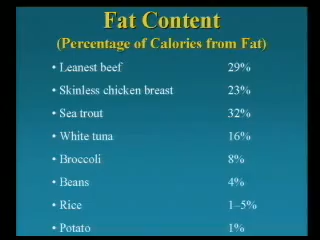 Fat Content
(Percentage of Calories from Fat)
• Leanest beef 29%
• Skinless chicken breast 23%
• Sea trout 32%
• White tuna 16%
• Broccoli 8%
• Beans 4%
• Rice 1–5%
• Potato 1%